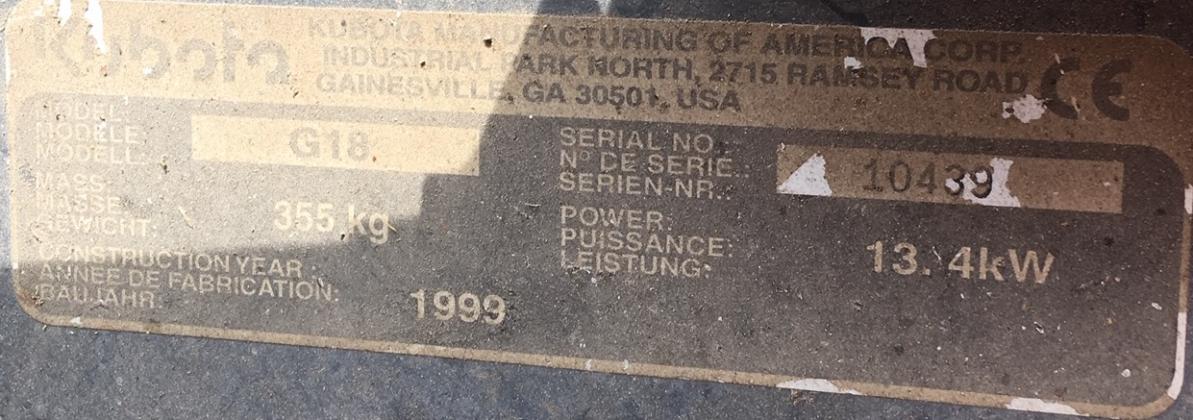 Kubota
KUBOTA MANUFACTURING OF AMERICA CORP.
INDUSTRIAL PARK NORTH, 2715 RAMSEY ROAD
GAINESVILLE, GA 30501, USA
CE
MODEL:
MODELE:
MODELL:
G18
SERIAL NO.:
N° DE SERIE.:
SERIEN-NR.:
10439
MASS:
MASSE:
GEWICHT:
355 kg
POWER:
PUISSANCE:
LEISTUNG:
13. 4kW
CONSTRUCTION YEAR :
ANNEE DE FABRICATION:
BAUJAHR:
1999